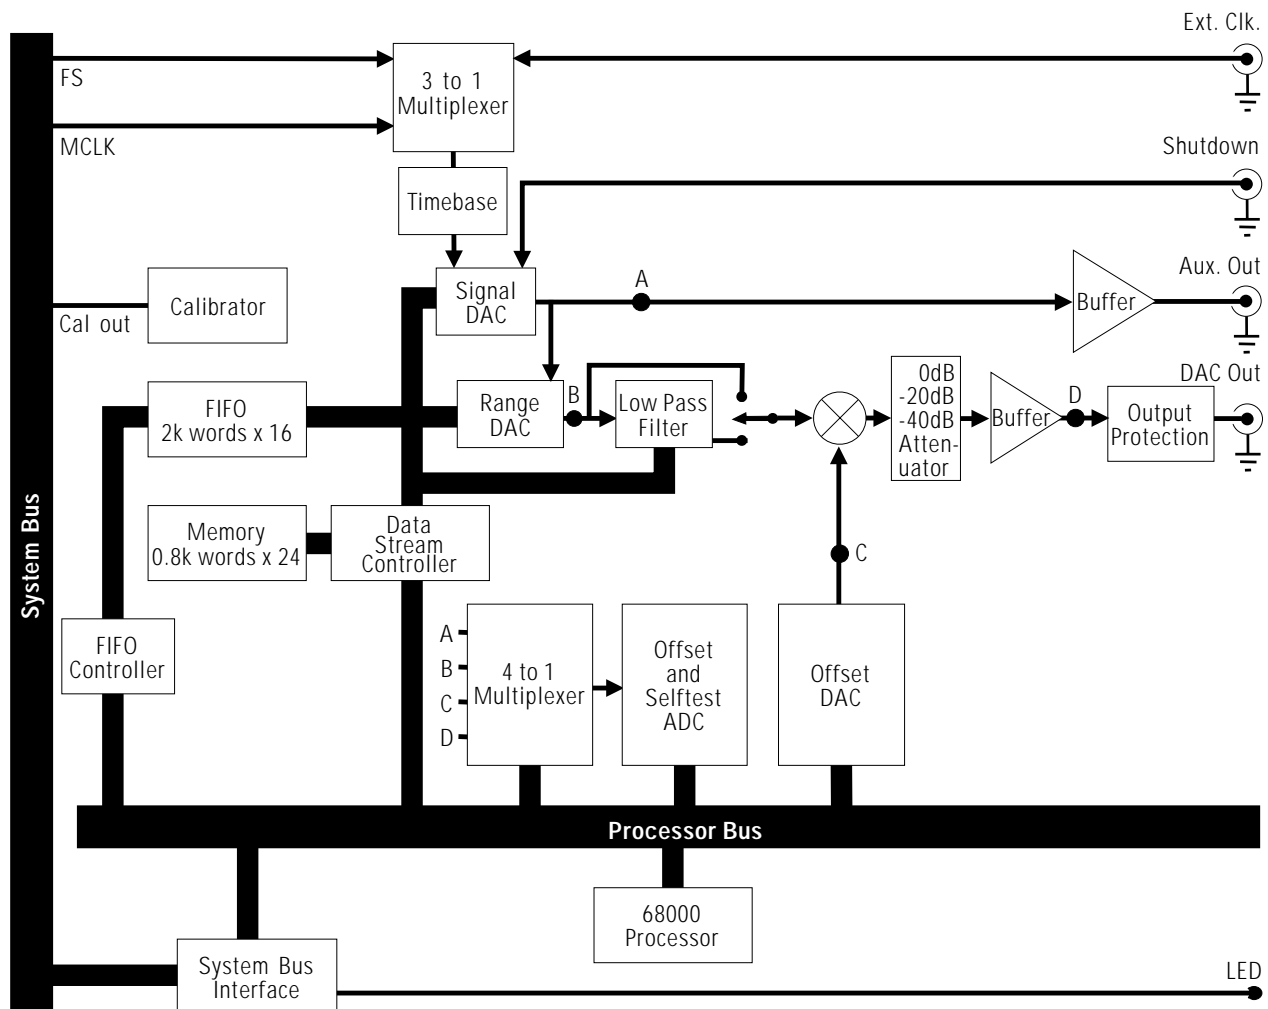 Ext. Clk.
FS
3 to 1
Multiplexer
MCLK
Shutdown
Timebase
Aux. Out
A
Signal
DAC
Buffer
Calibrator
Cal out
DAC Out
0dB
-20dB
-40dB
Atten-
uator
B
D
FIFO
2k words x 16
Range
DAC
Low Pass
Filter
Buffer
Output
Protection
Memory
0.8k words x 24
Data
Stream
Controller
C
System Bus
FIFO
Controller
A
B
C
D
4 to 1
Multiplexer
Offset
and
Selftest
ADC
Offset
DAC
Processor Bus
68000
Processor
System Bus
Interface
LED